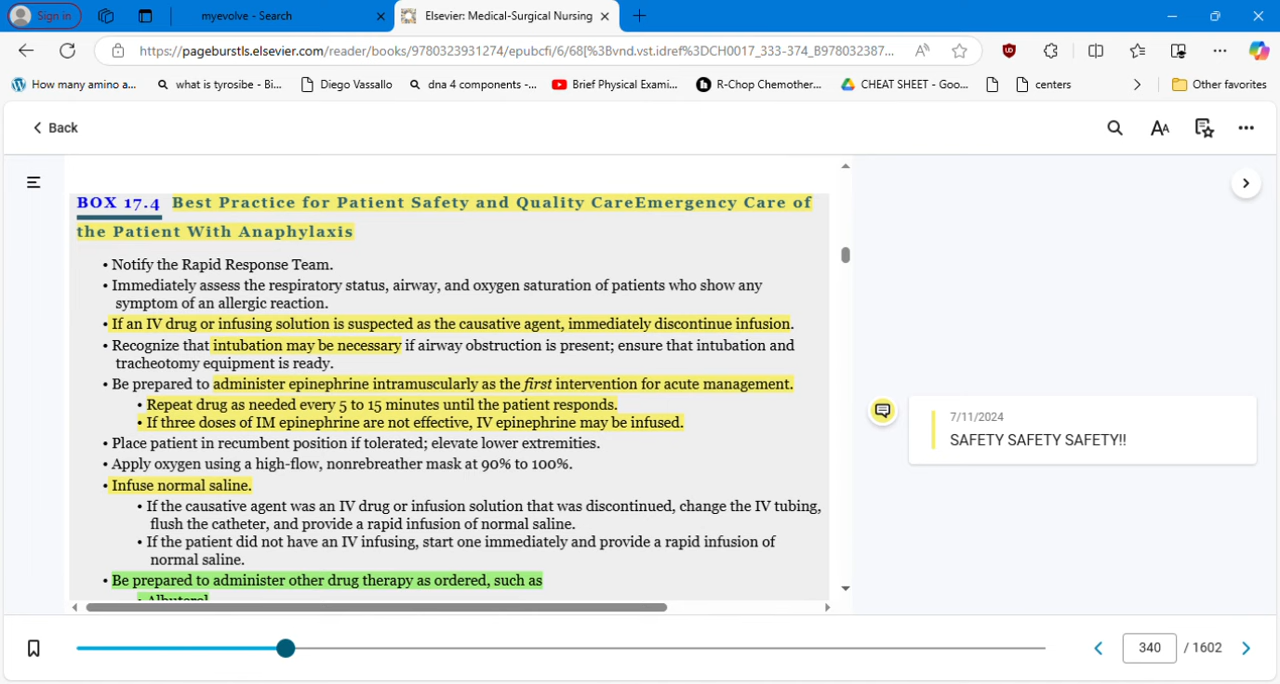 Sign in
myevolve - Search
Elsevier: Medical-Surgical Nursing
https://pageburstls.elsevier.com/reader/books/9780323931274/epubcfi/6/68[%3Bvnd.vst.idref%3DCH0017_333-374_B978032387...
How many amino a...
what is tyrosibe - Bi...
Diego Vassallo
dna 4 components -...
Brief Physical Exami...
R-Chop Chemother...
CHEAT SHEET - Goo...
centers
Other favorites
Back
BOX 17.4 Best Practice for Patient Safety and Quality CareEmergency Care of
the Patient With Anaphylaxis
• Notify the Rapid Response Team.
• Immediately assess the respiratory status, airway, and oxygen saturation of patients who show any
symptom of an allergic reaction.
• If an IV drug or infusing solution is suspected as the causative agent, immediately discontinue infusion.
• Recognize that intubation may be necessary if airway obstruction is present; ensure that intubation and
tracheotomy equipment is ready.
• Be prepared to administer epinephrine intramuscularly as the first intervention for acute management.
• Repeat drug as needed every 5 to 15 minutes until the patient responds.
• If three doses of IM epinephrine are not effective, IV epinephrine may be infused.
• Place patient in recumbent position if tolerated; elevate lower extremities.
• Apply oxygen using a high-flow, nonrebreather mask at 90% to 100%.
• Infuse normal saline.
• If the causative agent was an IV drug or infusion solution that was discontinued, change the IV tubing,
flush the catheter, and provide a rapid infusion of normal saline.
• If the patient did not have an IV infusing, start one immediately and provide a rapid infusion of
normal saline.
• Be prepared to administer other drug therapy as ordered, such as
• Albuterol
7/11/2024
SAFETY SAFETY SAFETY!!
340 / 1602